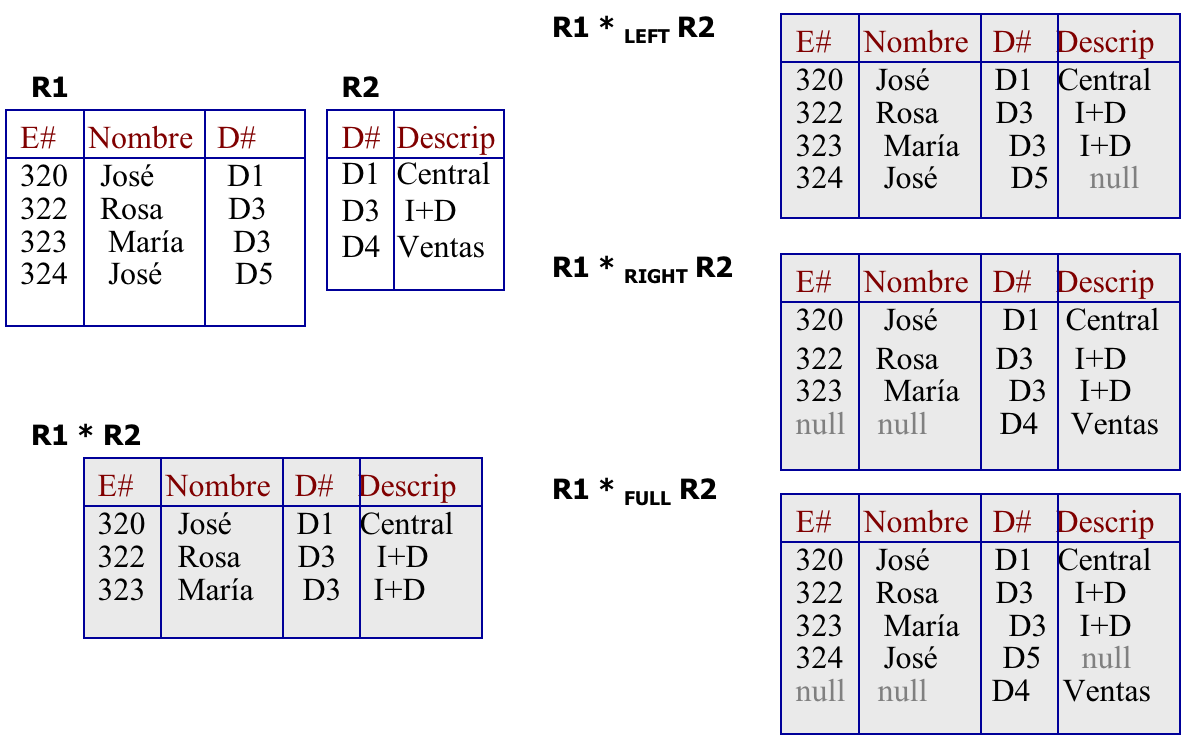 R1
E# Nombre D#
320 José D1
322 Rosa D3
323 María D3
324 José D5
R2
D# Descrip
D1 Central
D3 I+D
D4 Ventas
R1 * R2
E# Nombre D# Descrip
320 José D1 Central
322 Rosa D3 I+D
323 María D3 I+D
R1 * LEFT R2
E# Nombre D# Descrip
320 José D1 Central
322 Rosa D3 I+D
323 María D3 I+D
324 José D5 null
R1 * RIGHT R2
E# Nombre D# Descrip
320 José D1 Central
322 Rosa D3 I+D
323 María D3 I+D
null null D4 Ventas
R1 * FULL R2
E# Nombre D# Descrip
320 José D1 Central
322 Rosa D3 I+D
323 María D3 I+D
324 José D5 null
null null D4 Ventas